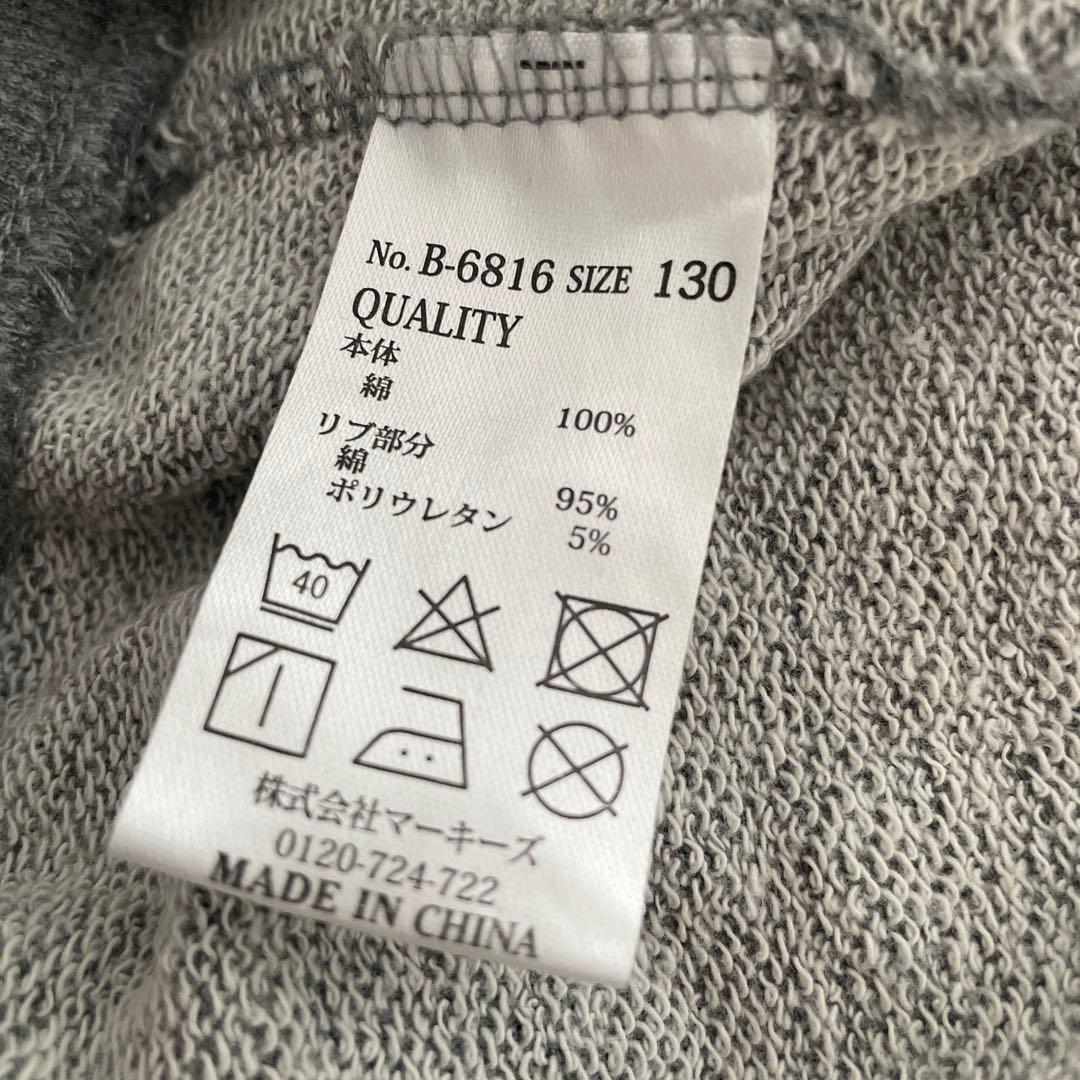 No. B-6816 SIZE 130
QUALITY
本体
綿 100%
リブ部分
綿 95%
ポリウレタン 5%
40
株式会社マーキーズ
0120-724-722
MADE IN CHINA